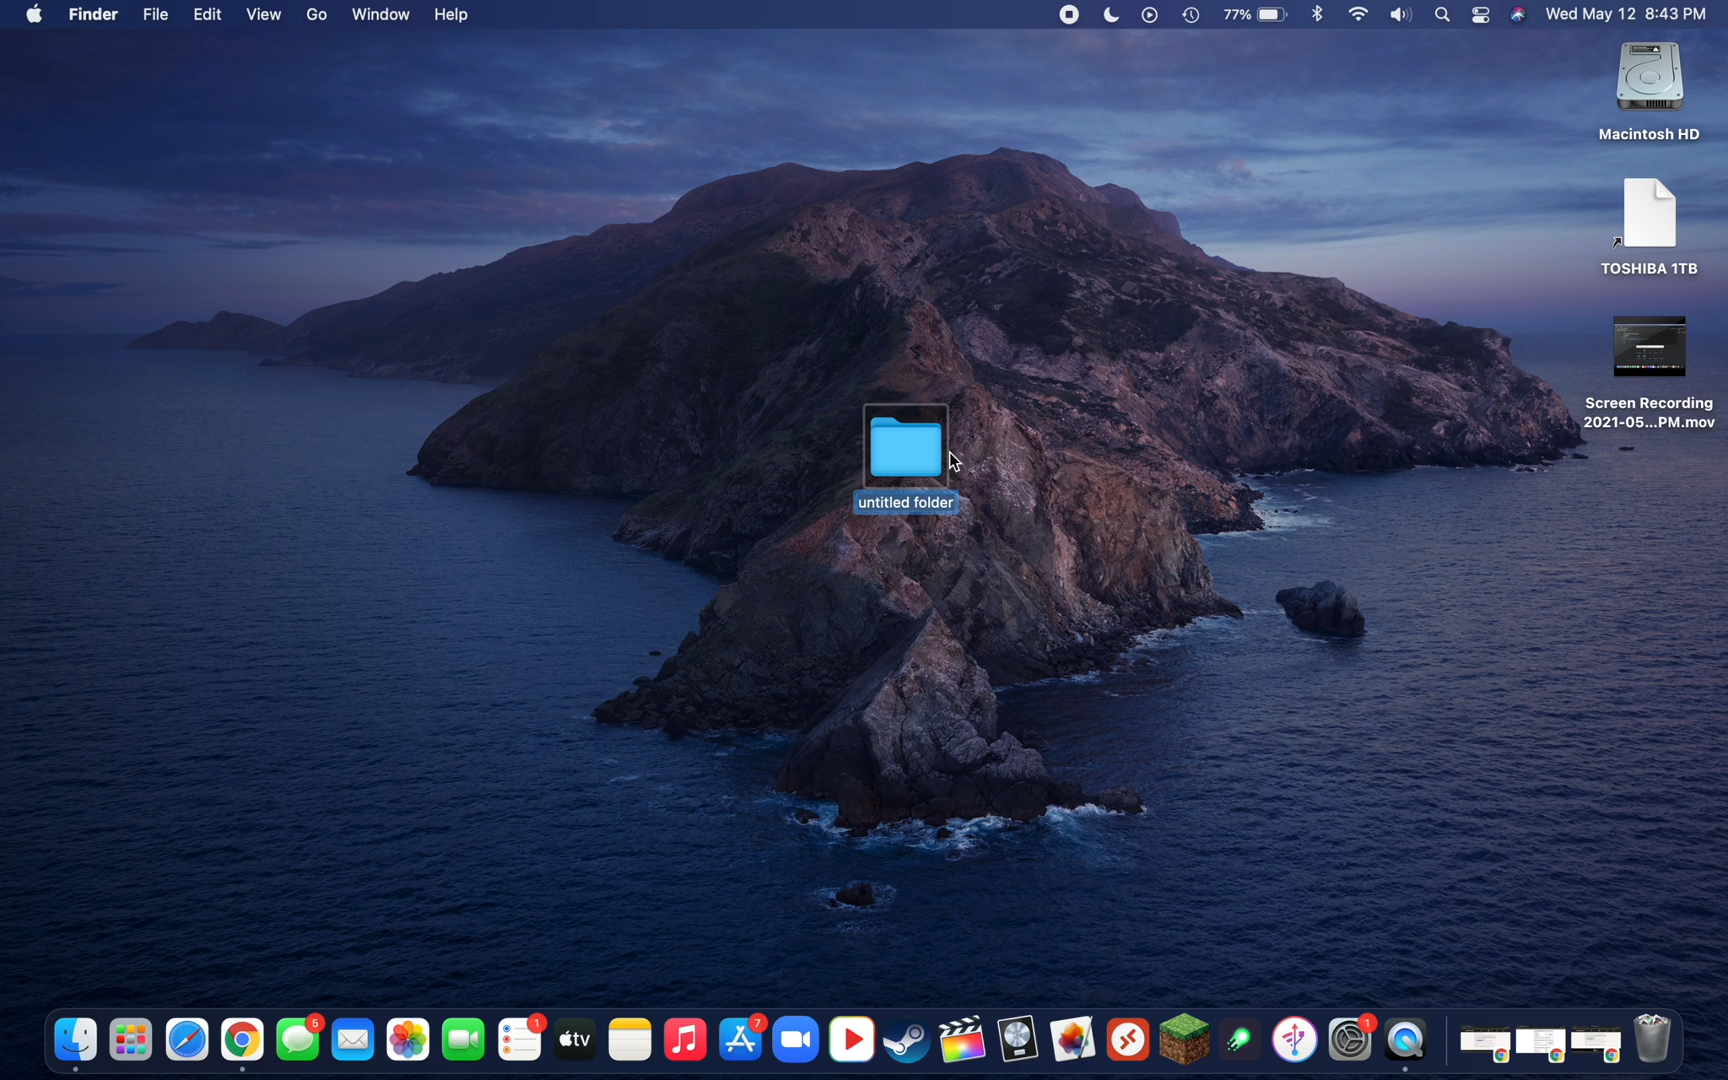 Finder File Edit View Go Window Help 77% Wed May 12 8:43 PM
Macintosh HD
TOSHIBA 1TB
Screen Recording
2021-05...PM.mov
untitled folder
5 1 tv 7 1